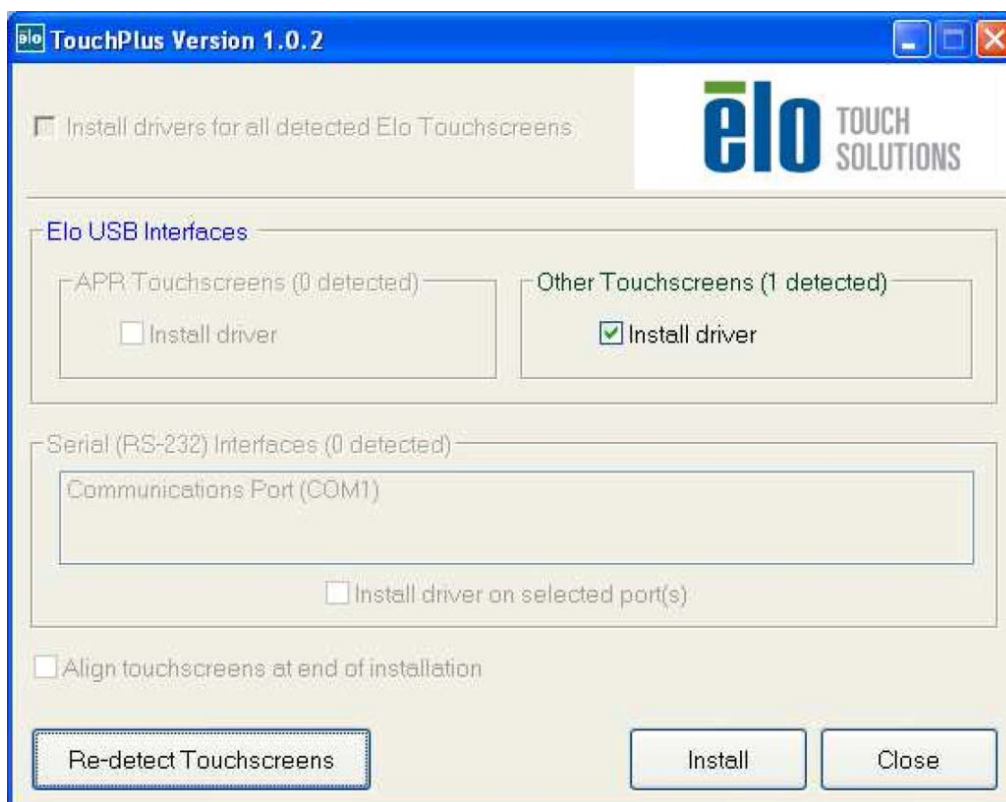 elo TouchPlus Version 1.0.2
Install drivers for all detected Elo Touchscreens
elo TOUCH SOLUTIONS
Elo USB Interfaces
APR Touchscreens (0 detected)
Install driver
Other Touchscreens (1 detected)
Install driver
Serial (RS-232) Interfaces (0 detected)
Communications Port (COM1)
Install driver on selected port(s)
Align touchscreens at end of installation
Re-detect Touchscreens
Install
Close